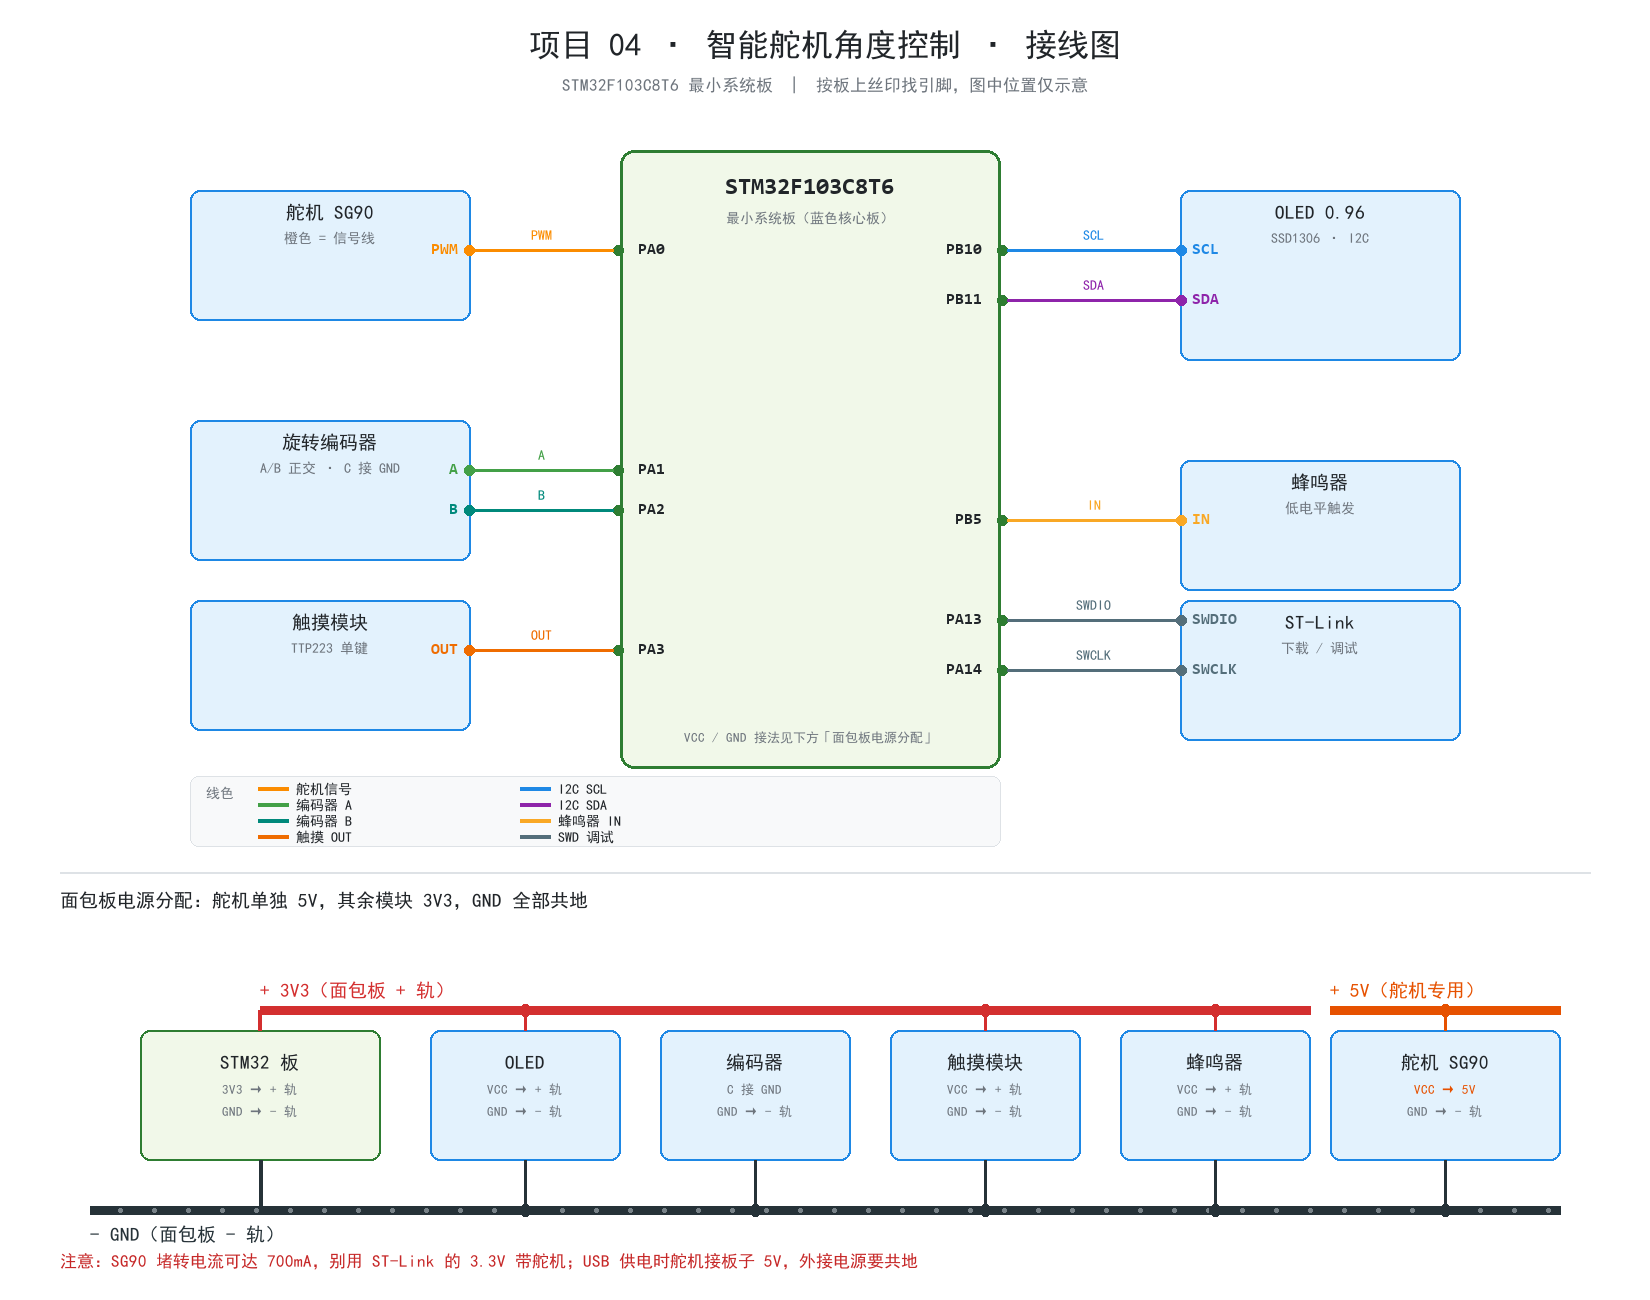 项目 04 · 智能舵机角度控制 · 接线图
STM32F103C8T6 最小系统板 | 按板上丝印找引脚，图中位置仅示意
舵机 SG90
橙色 = 信号线
PWM
PWM
PA0
旋转编码器
A/B 正交 · C 接 GND
A
B
A
B
PA1
PA2
触摸模块
TTP223 单键
OUT
OUT
PA3
STM32F103C8T6
最小系统板（蓝色核心板）
VCC / GND 接法见下方「面包板电源分配」
PB10
SCL
SCL
PB11
SDA
SDA
OLED 0.96
SSD1306 · I2C
PB5
IN
IN
蜂鸣器
低电平触发
PA13
SWDIO
SWDIO
PA14
SWCLK
SWCLK
ST-Link
下载 / 调试
线色
舵机信号
编码器 A
编码器 B
触摸 OUT
I2C SCL
I2C SDA
蜂鸣器 IN
SWD 调试
面包板电源分配：舵机单独 5V，其余模块 3V3，GND 全部共地
+ 3V3（面包板 + 轨）
+ 5V（舵机专用）
STM32 板
3V3 → + 轨
GND → - 轨
OLED
VCC → + 轨
GND → - 轨
编码器
C 接 GND
GND → - 轨
触摸模块
VCC → + 轨
GND → - 轨
蜂鸣器
VCC → + 轨
GND → - 轨
舵机 SG90
VCC → 5V
GND → - 轨
- GND（面包板 - 轨）
注意：SG90 堵转电流可达 700mA，别用 ST-Link 的 3.3V 带舵机；USB 供电时舵机接板子 5V，外接电源要共地